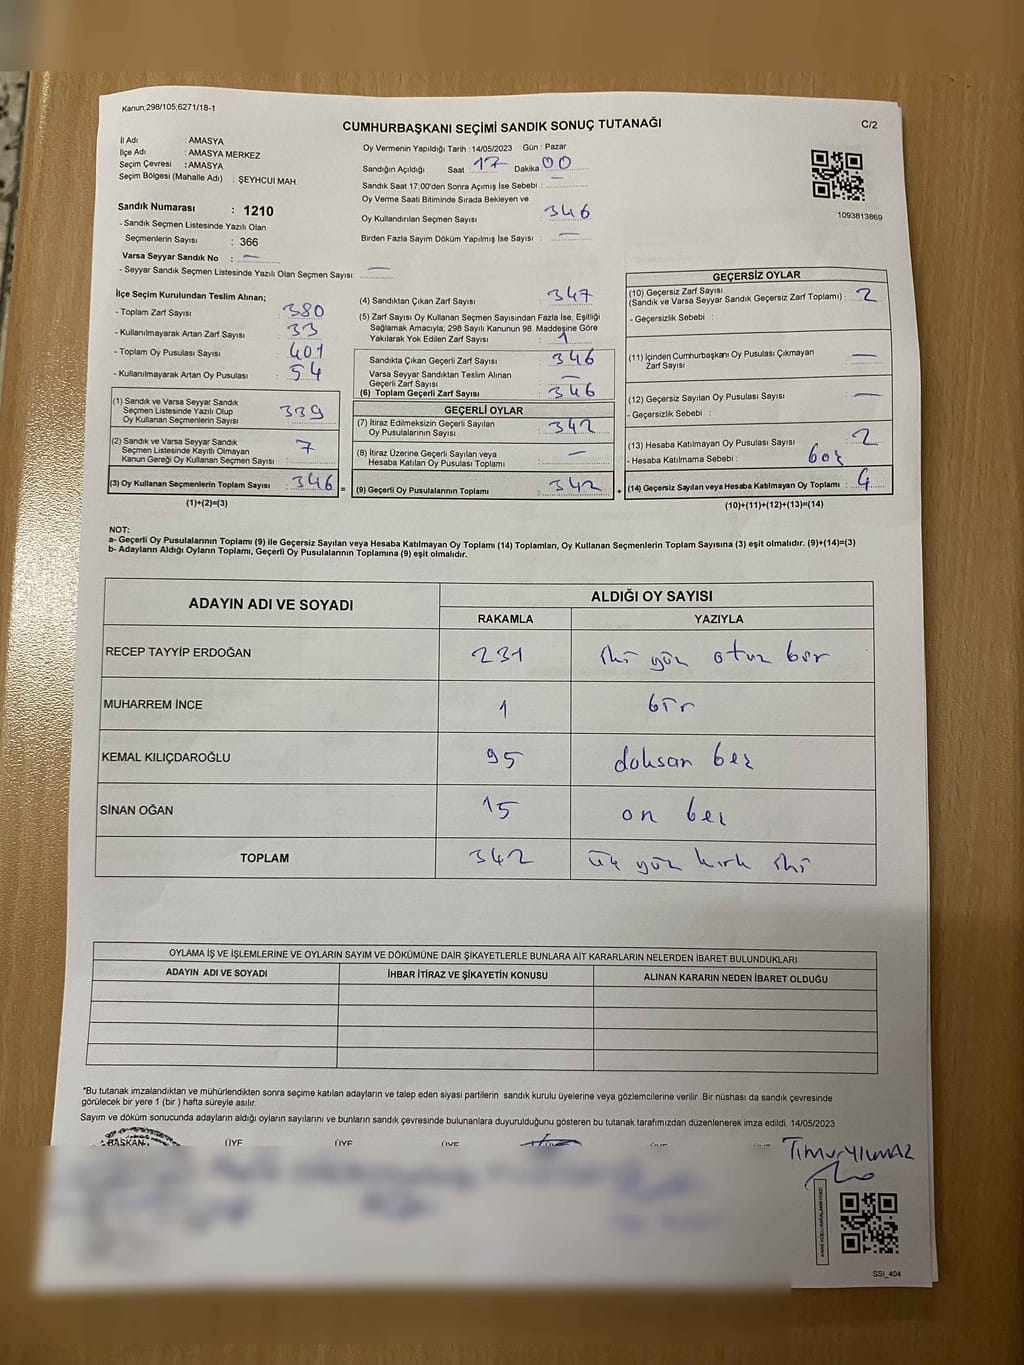 Kanun;298/105;6271/18-1
CUMHURBAŞKANI SEÇİMİ SANDIK SONUÇ TUTANAĞI
C/2
İl Adı : AMASYA
İlçe Adı : AMASYA MERKEZ
Seçim Çevresi : AMASYA
Seçim Bölgesi (Mahalle Adı) : ŞEYHCUI MAH.
Sandık Numarası : 1210
- Sandık Seçmen Listesinde Yazılı Olan
Seçmenlerin Sayısı : 366
Varsa Seyyar Sandık No : —
- Seyyar Sandık Seçmen Listesinde Yazılı Olan Seçmen Sayısı: —
Oy Vermenin Yapıldığı Tarih : 14/05/2023 Gün : Pazar
Sandığın Açıldığı Saat 17 Dakika 00
Sandık Saat 17.00'den Sonra Açımış İse Sebebi : —
Oy Verme Saati Bitiminde Sırada Bekleyen ve
Oy Kullandırılan Seçmen Sayısı 346
Birden Fazla Sayım Döküm Yapılmış İse Sayısı : —
1093813869
İlçe Seçim Kurulundan Teslim Alınan;
- Toplam Zarf Sayısı : 380
- Kullanılmayarak Artan Zarf Sayısı : 33
- Toplam Oy Pusulası Sayısı : 401
- Kullanılmayarak Artan Oy Pusulası : 54
(1) Sandık ve Varsa Seyyar Sandık
Seçmen Listesinde Yazılı Olup
Oy Kullanan Seçmenlerin Sayısı : 339
(2) Sandık ve Varsa Seyyar Sandık
Seçmen Listesinde Kayıtlı Olmayan
Kanun Gereği Oy Kullanan Seçmen Sayısı : 7
(3) Oy Kullanan Seçmenlerin Toplam Sayısı : 346 =
(1)+(2)=(3)
(4) Sandıktan Çıkan Zarf Sayısı : 347
(5) Zarf Sayısı Oy Kullanan Seçmen Sayısından Fazla İse, Eşitliği
Sağlamak Amacıyla; 298 Sayılı Kanunun 98. Maddesine Göre
Yakılarak Yok Edilen Zarf Sayısı : 1
Sandıkta Çıkan Geçerli Zarf Sayısı : 346
Varsa Seyyar Sandıktan Teslim Alınan
Geçerli Zarf Sayısı : —
(6) Toplam Geçerli Zarf Sayısı : 346
GEÇERLİ OYLAR
(7) İtiraz Edilmeksizin Geçerli Sayılan
Oy Pusulalarının Sayısı : 342
(8) İtiraz Üzerine Geçerli Sayılan veya
Hesaba Katılan Oy Pusulası Toplamı : —
(9) Geçerli Oy Pusulalarının Toplamı : 342 +
GEÇERSİZ OYLAR
(10) Geçersiz Zarf Sayısı
(Sandık ve Varsa Seyyar Sandık Geçersiz Zarf Toplamı) : 2
- Geçersizlik Sebebi :
(11) İçinden Cumhurbaşkanı Oy Pusulası Çıkmayan
Zarf Sayısı : —
(12) Geçersiz Sayılan Oy Pusulası Sayısı : —
- Geçersizlik Sebebi :
(13) Hesaba Katılmayan Oy Pusulası Sayısı : 2
- Hesaba Katılmama Sebebi : boş
(14) Geçersiz Sayılan veya Hesaba Katılmayan Oy Toplamı : 4
(10)+(11)+(12)+(13)=(14)
NOT:
a- Geçerli Oy Pusulalarının Toplamı (9) ile Geçersiz Sayılan veya Hesaba Katılmayan Oy Toplamı (14) Toplamları, Oy Kullanan Seçmenlerin Toplam Sayısına (3) eşit olmalıdır. (9)+(14)=(3)
b- Adayların Aldığı Oyların Toplamı, Geçerli Oy Pusulalarının Toplamına (9) eşit olmalıdır.
ADAYIN ADI VE SOYADI
ALDIĞI OY SAYISI
RAKAMLA YAZIYLA
RECEP TAYYİP ERDOĞAN 231 iki yüz otuz bir
MUHARREM İNCE 1 bir
KEMAL KILIÇDAROĞLU 95 doksan beş
SİNAN OĞAN 15 on beş
TOPLAM 342 üç yüz kırk iki
OYLAMA İŞ VE İŞLEMLERİNE VE OYLARIN SAYIM VE DÖKÜMÜNE DAİR ŞİKAYETLERLE BUNLARA AİT KARARLARIN NELERDEN İBARET BULUNDUKLARI
ADAYIN ADI VE SOYADI İHBAR İTİRAZ VE ŞİKAYETİN KONUSU ALINAN KARARIN NEDEN İBARET OLDUĞU
*Bu tutanak imzalandıktan ve mühürlendikten sonra seçime katılan adayların ve talep eden siyasi partilerin sandık kurulu üyelerine veya gözlemcilerine verilir .Bir nüshası da sandık çevresinde
görülecek bir yere 1 (bir ) hafta süreyle asılır.
Sayım ve döküm sonucunda adayların aldığı oyların sayılarını ve bunların sandık çevresinde bulunanlara duyurulduğunu gösteren bu tutanak tarafımızdan düzenlenerek imza edildi. 14/05/2023
BAŞKAN ÜYE ÜYE ÜYE
Timur YILMAZ
SSI_404